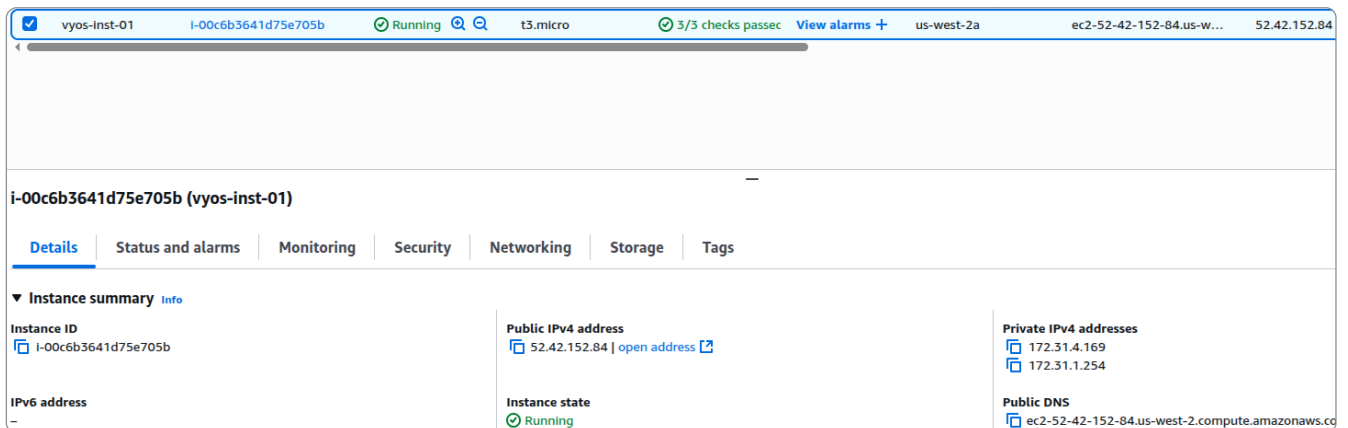 vyos-inst-01 i-00c6b3641d75e705b Running t3.micro 3/3 checks passec View alarms + us-west-2a ec2-52-42-152-84.us-w... 52.42.152.84
i-00c6b3641d75e705b (vyos-inst-01)
Details Status and alarms Monitoring Security Networking Storage Tags
Instance summary Info
Instance ID Public IPv4 address Private IPv4 addresses
i-00c6b3641d75e705b 52.42.152.84 | open address 172.31.4.169
172.31.1.254
IPv6 address Instance state Public DNS
– Running ec2-52-42-152-84.us-west-2.compute.amazonaws.co